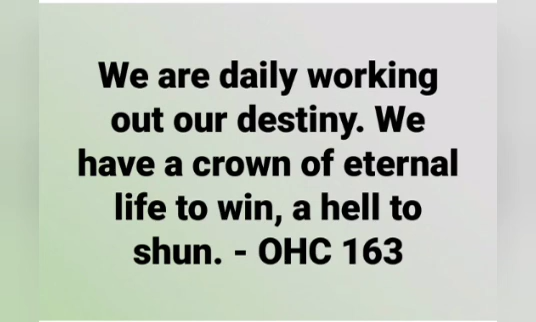 We are daily working
out our destiny. We
have a crown of eternal
life to win, a hell to
shun. - OHC 163